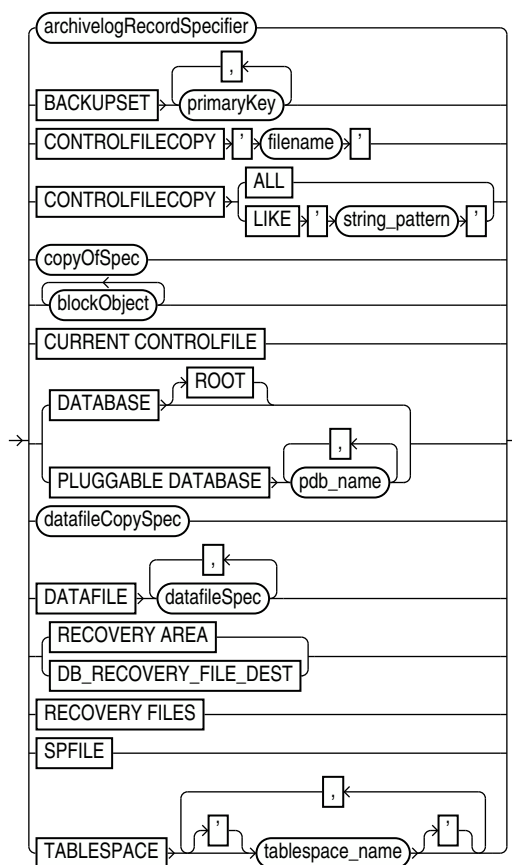 archivelogRecordSpecifier
,
BACKUPSET primaryKey
CONTROLFILECOPY ’ filename ’
ALL
CONTROLFILECOPY
LIKE ’ string_pattern ’
copyOfSpec
blockObject
CURRENT CONTROLFILE
ROOT
DATABASE
,
PLUGGABLE DATABASE pdb_name
datafileCopySpec
,
DATAFILE datafileSpec
RECOVERY AREA
DB_RECOVERY_FILE_DEST
RECOVERY FILES
SPFILE
,
’ ’
TABLESPACE tablespace_name